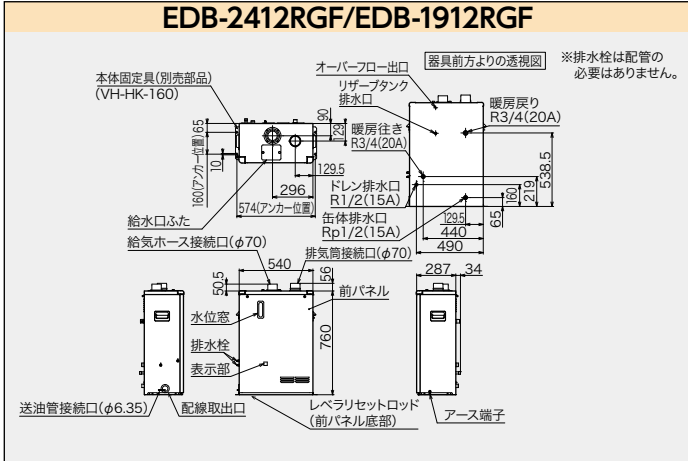 EDB-2412RGF/EDB-1912RGF
本体固定具(別売部品)
(VH-HK-160)
オーバーフロー出口
器具前方よりの透視図
※排水栓は配管の
必要はありません。
リザーブタンク
排水口
暖房戻り
R3/4(20A)
暖房往き
R3/4(20A)
ドレン排水口
R1/2(15A)
缶体排水口
Rp1/2(15A)
65
160(アンカー位置)
10
90
129
129.5
296
574(アンカー位置)
538.5
219
160
65
129.5
440
490
給水口ふた
給気ホース接続口(φ70)
排気筒接続口(φ70)
540
50.5
56
前パネル
287
34
水位窓
760
排水栓
表示部
送油管接続口(φ6.35)
配線取出口
レベラリセットロッド
(前パネル底部)
アース端子